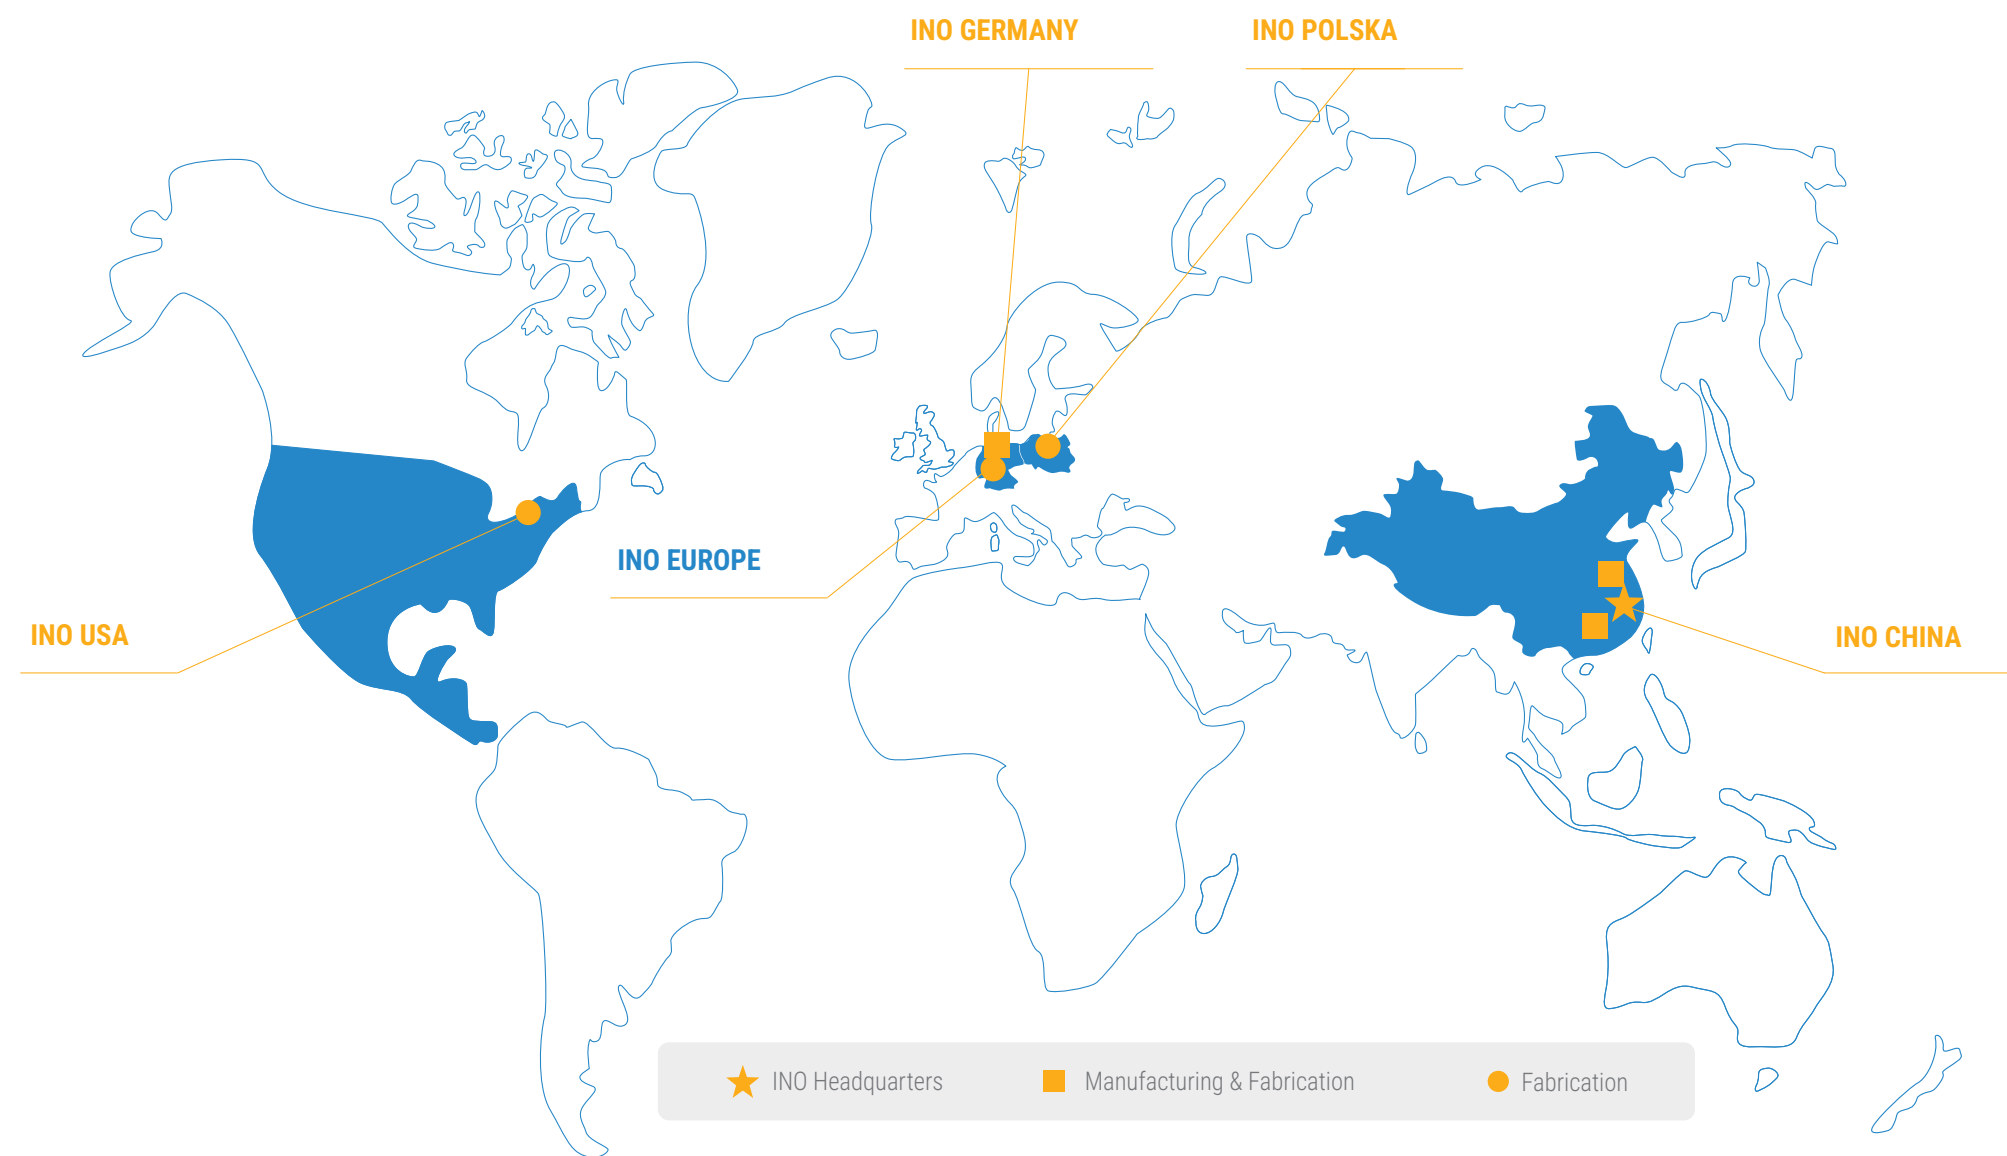 INO GERMANY
INO POLSKA
INO EUROPE
INO USA
INO CHINA
INO Headquarters
Manufacturing & Fabrication
Fabrication